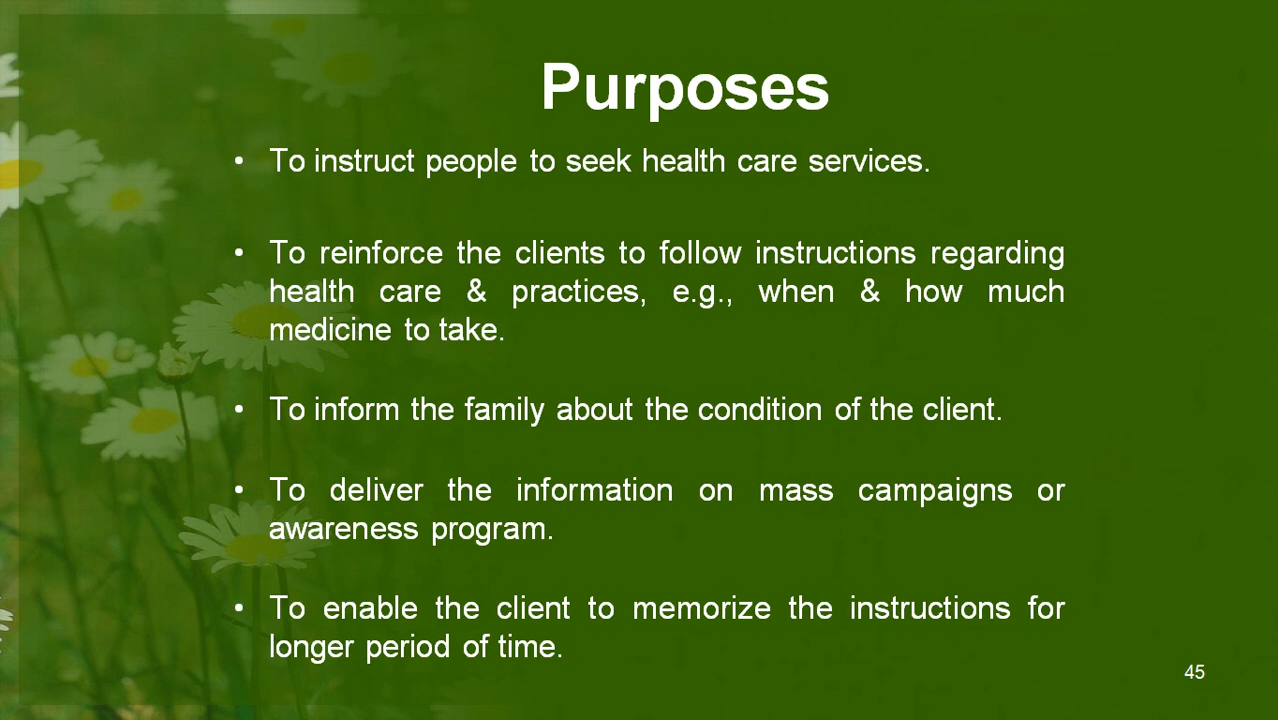 Purposes
• To instruct people to seek health care services.
• To reinforce the clients to follow instructions regarding
health care & practices, e.g., when & how much
medicine to take.
• To inform the family about the condition of the client.
• To deliver the information on mass campaigns or
awareness program.
• To enable the client to memorize the instructions for
longer period of time.
45